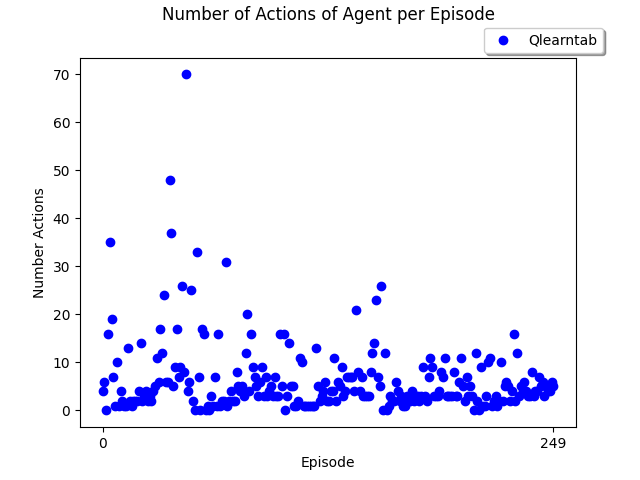 Number of Actions of Agent per Episode
Qlearntab
70
60
50
40
30
20
10
0
Number Actions
0 249
Episode